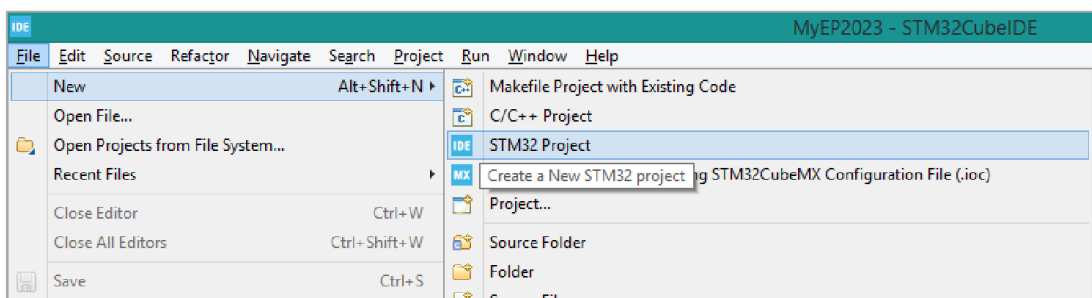 IDE MyEP2023 - STM32CubeIDE
File Edit Source Refactor Navigate Search Project Run Window Help
New Alt+Shift+N
Open File...
Open Projects from File System...
Recent Files
Close Editor Ctrl+W
Close All Editors Ctrl+Shift+W
Save Ctrl+S
Makefile Project with Existing Code
C/C++ Project
IDE STM32 Project
MX Create a New STM32 project ng STM32CubeMX Configuration File (.ioc)
Project...
Source Folder
Folder